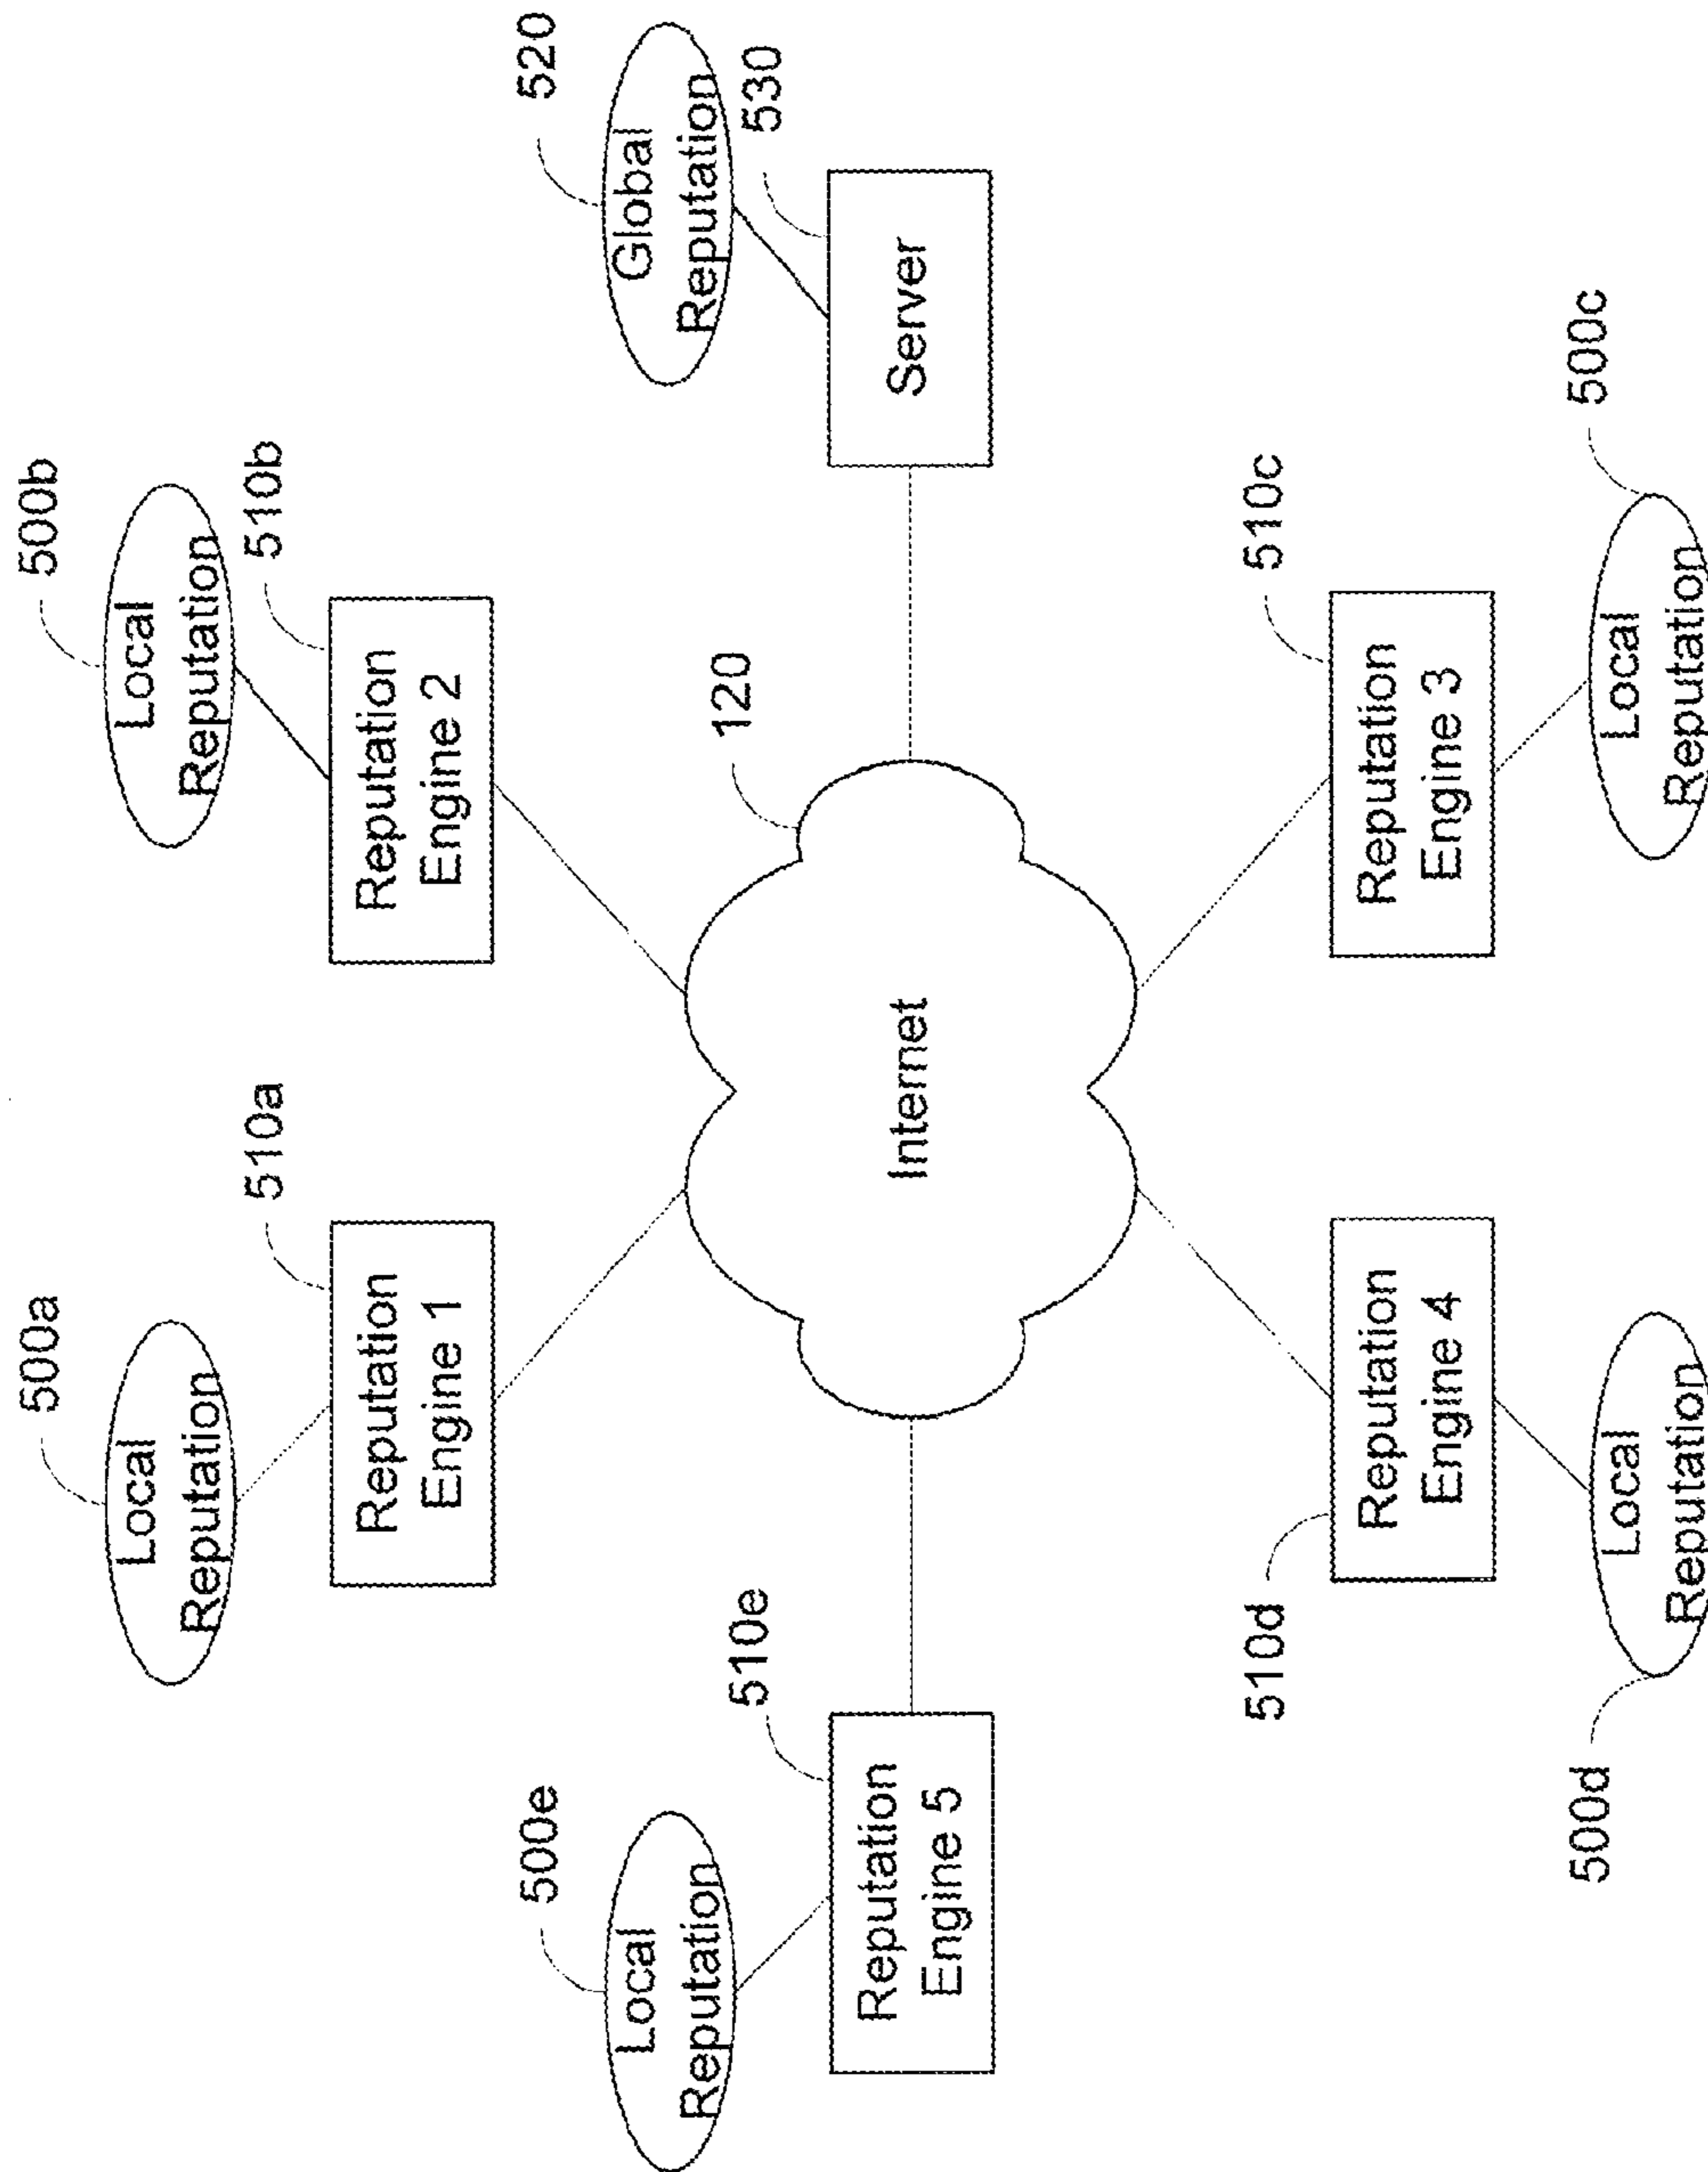 500a
Local
Reputation
510a
Reputation
Engine 1
500b
Local
Reputation
510b
Reputation
Engine 2
500e
Local
Reputation
510e
Reputation
Engine 5
120
Internet
520
Global
Reputation
530
Server
510d
Reputation
Engine 4
500d
Local
Reputation
510c
Reputation
Engine 3
500c
Local
Reputation